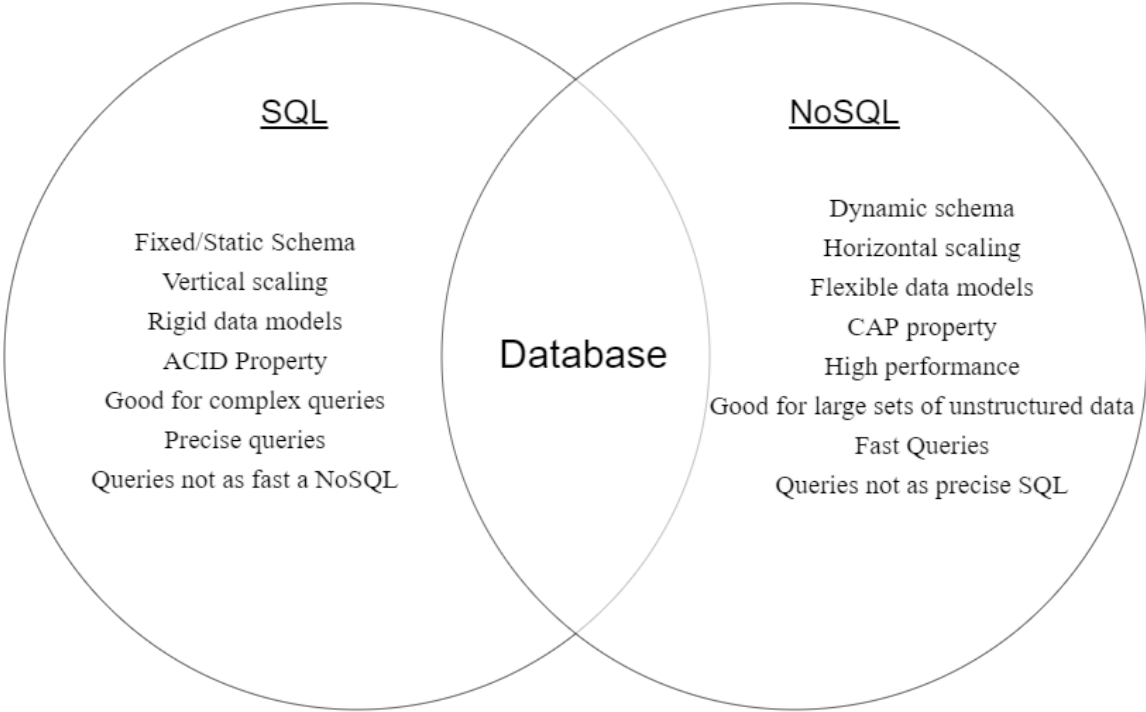 SQL
Fixed/Static Schema
Vertical scaling
Rigid data models
ACID Property
Good for complex queries
Precise queries
Queries not as fast a NoSQL
Database
NoSQL
Dynamic schema
Horizontal scaling
Flexible data models
CAP property
High performance
Good for large sets of unstructured data
Fast Queries
Queries not as precise SQL